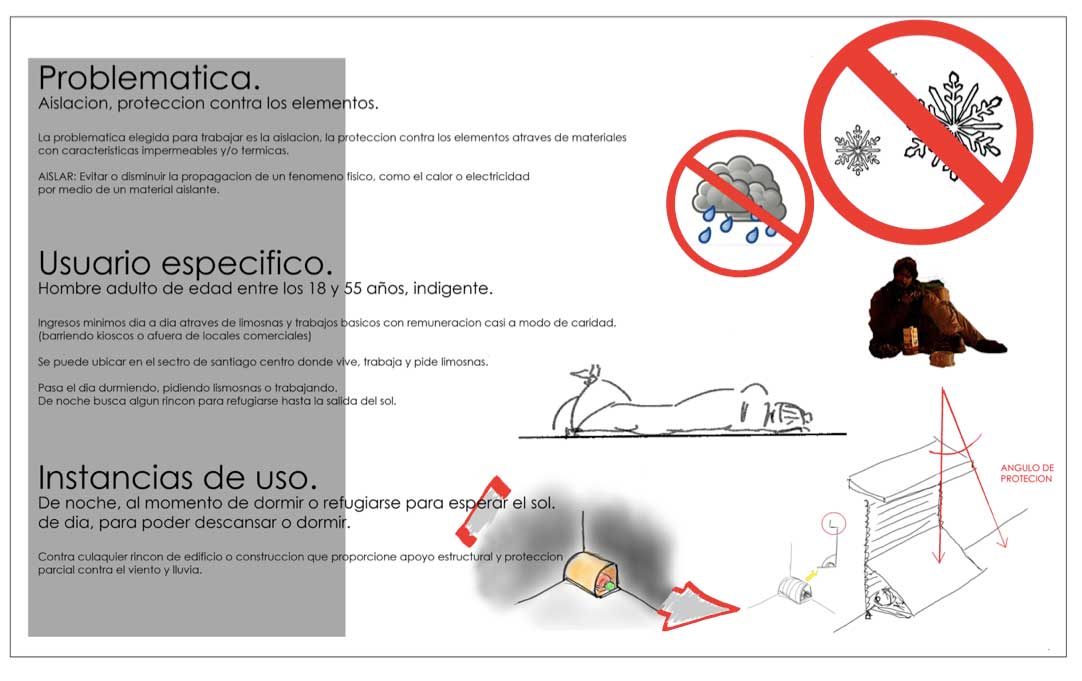 Problematica.
Aislacion, proteccion contra los elementos.
La problematica elegida para trabajar es la aislacion, la proteccion contra los elementos atraves de materiales
con caracteristicas impermeables y/o termicas.
AISLAR: Evitar o disminuir la propagacion de un fenomeno fisico, como el calor o electricidad
por medio de un material aislante.
Usuario especifico.
Hombre adulto de edad entre los 18 y 55 años, indigente.
Ingresos minimos dia a dia atraves de limosnas y trabajos basicos con remuneracion casi a modo de caridad.
(barriendo kioscos o afuera de locales comerciales)
Se puede ubicar en el sectro de santiago centro donde vive, trabaja y pide limosnas.
Pasa el dia durmiendo, pidiendo lismosnas o trabajando.
De noche busca algun rincon para refugiarse hasta la salida del sol.
Instancias de uso.
De noche, al momento de dormir o refugiarse para esperar el sol.
de dia, para poder descansar o dormir.
Contra culaquier rincon de edificio o construccion que proporcione apoyo estructural y proteccion
parcial contra el viento y lluvia.
ANGULO DE
PROTECION